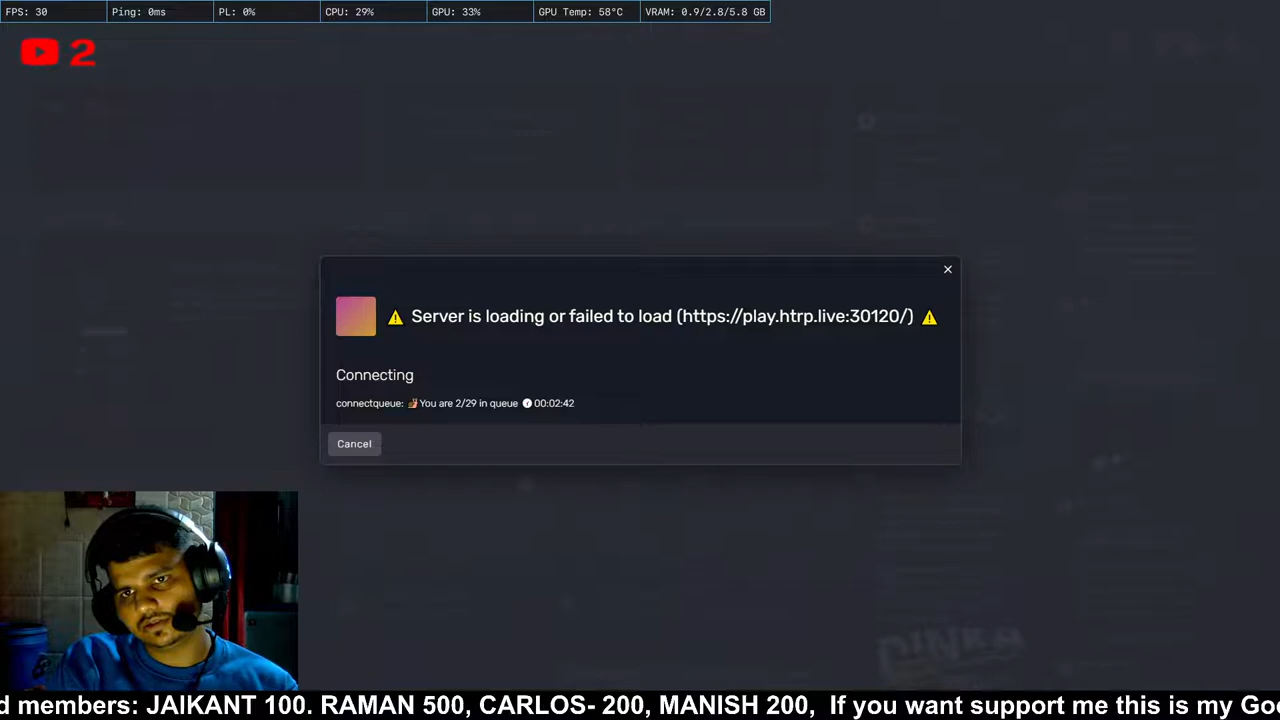 FPS: 30 Ping: 0ms PL: 0% CPU: 29% GPU: 33% GPU Temp: 58°C VRAM: 0.9/2.8/5.8 GB
2
⚠ Server is loading or failed to load (https://play.htrp.live:30120/) ⚠
Connecting
connectqueue: You are 2/29 in queue 00:02:42
Cancel
d members: JAIKANT 100. RAMAN 500, CARLOS- 200, MANISH 200, If you want support me this is my Go